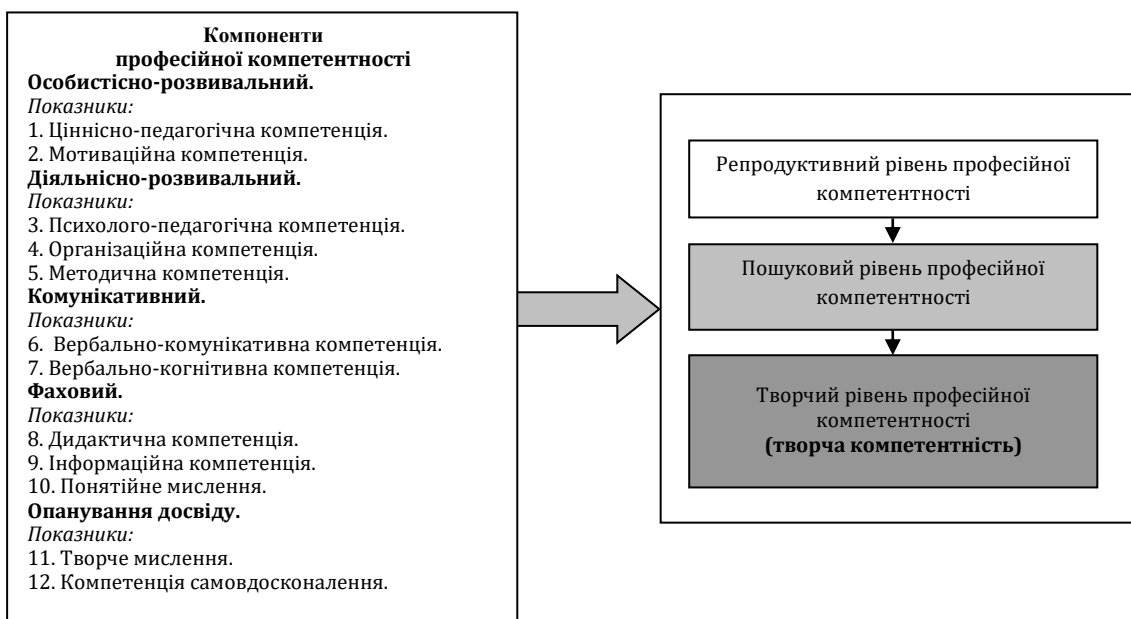 Компоненти
професійної компетентності
Особистісно-розвивальний.
Показники:
1. Ціннісно-педагогічна компетенція.
2. Мотиваційна компетенція.
Діяльнісно-розвивальний.
Показники:
3. Психолого-педагогічна компетенція.
4. Організаційна компетенція.
5. Методична компетенція.
Комунікативний.
Показники:
6. Вербально-комунікативна компетенція.
7. Вербально-когнітивна компетенція.
Фаховий.
Показники:
8. Дидактична компетенція.
9. Інформаційна компетенція.
10. Понятійне мислення.
Опанування досвіду.
Показники:
11. Творче мислення.
12. Компетенція самовдосконалення.
Репродуктивний рівень професійної
компетентності
Пошуковий рівень професійної
компетентності
Творчий рівень професійної
компетентності
(творча компетентність)